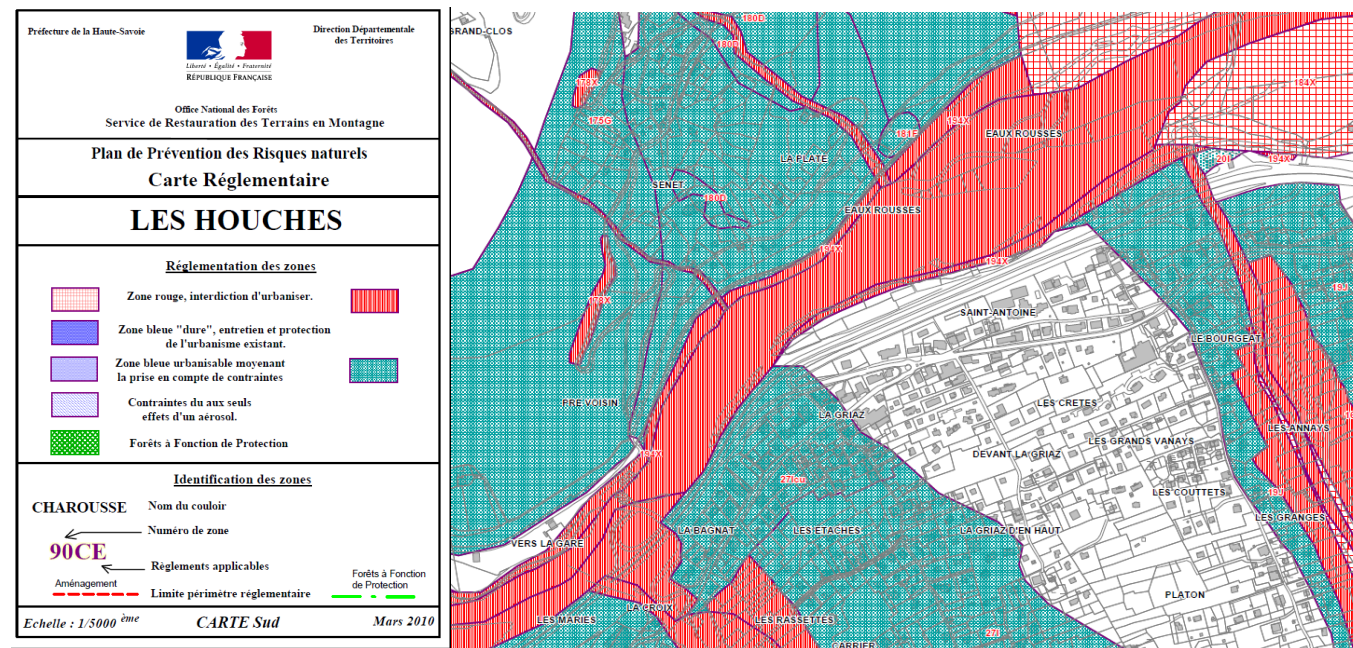 Préfecture de la Haute-Savoie
Direction Départementale
des Territoires
Liberté • Égalité • Fraternité
RÉPUBLIQUE FRANÇAISE
Office National des Forêts
Service de Restauration des Terrains en Montagne
Plan de Prévention des Risques naturels
Carte Réglementaire
LES HOUCHES
Réglementation des zones
Zone rouge, interdiction d'urbaniser.
Zone bleue "dure", entretien et protection
de l'urbanisme existant.
Zone bleue urbanisable moyenant
la prise en compte de contraintes
Contraintes du aux seuls
effets d'un aérosol.
Forêts à Fonction de Protection
Identification des zones
CHAROUSSE
Nom du couloir
Numéro de zone
90CE
Règlements applicables
Aménagement
Limite périmètre réglementaire
Forêts à Fonction
de Protection
Echelle : 1/5000 ème
CARTE Sud
Mars 2010
GRAND-CLOS
180D
180D
178X
175G
184X
194X
EAUX ROUSSES
181F
LA PLATE
20I
194X
SENET
180D
EAUX ROUSSES
194X
194X
19J
178X
SAINT-ANTOINE
LE BOURGEAT
PRE VOISIN
LES CRETES
LA GRIAZ
LES ANNAYS
LES GRANDS VANAYS
194X
DEVANT LA GRIAZ
27Icu
LES COUTTETS
19J
LES GRANGES
LA BAGNAT
LES ETACHES
LA GRIAZ D'EN HAUT
VERS LA GARE
PLATON
LA CROIX
LES MARIES
LES RASSETTES
27I
CARRIER